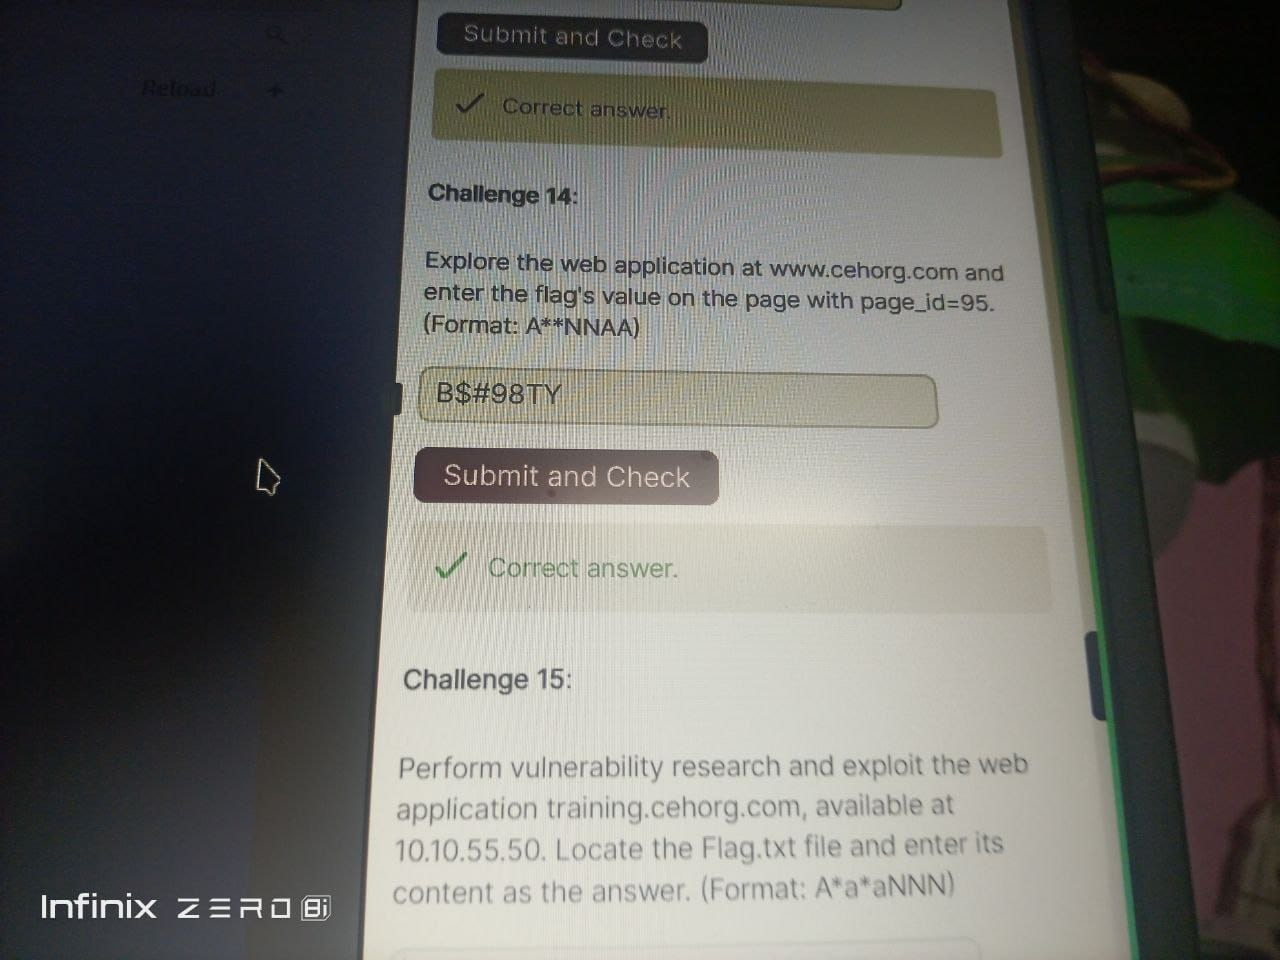 Submit and Check
Reload +
✓ Correct answer.
Challenge 14:
Explore the web application at www.cehorg.com and
enter the flag's value on the page with page_id=95.
(Format: A**NNAA)
B$#98TY
Submit and Check
✓ Correct answer.
Challenge 15:
Perform vulnerability research and exploit the web
application training.cehorg.com, available at
10.10.55.50. Locate the Flag.txt file and enter its
content as the answer. (Format: A*a*aNNN)
Infinix ZERO 8i